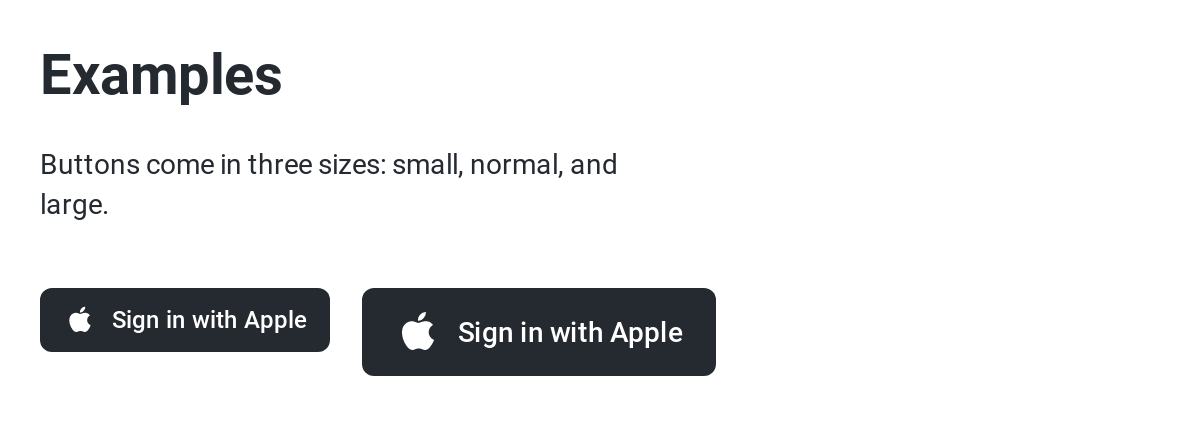 Examples
Buttons come in three sizes: small, normal, and
large.
Sign in with Apple
Sign in with Apple